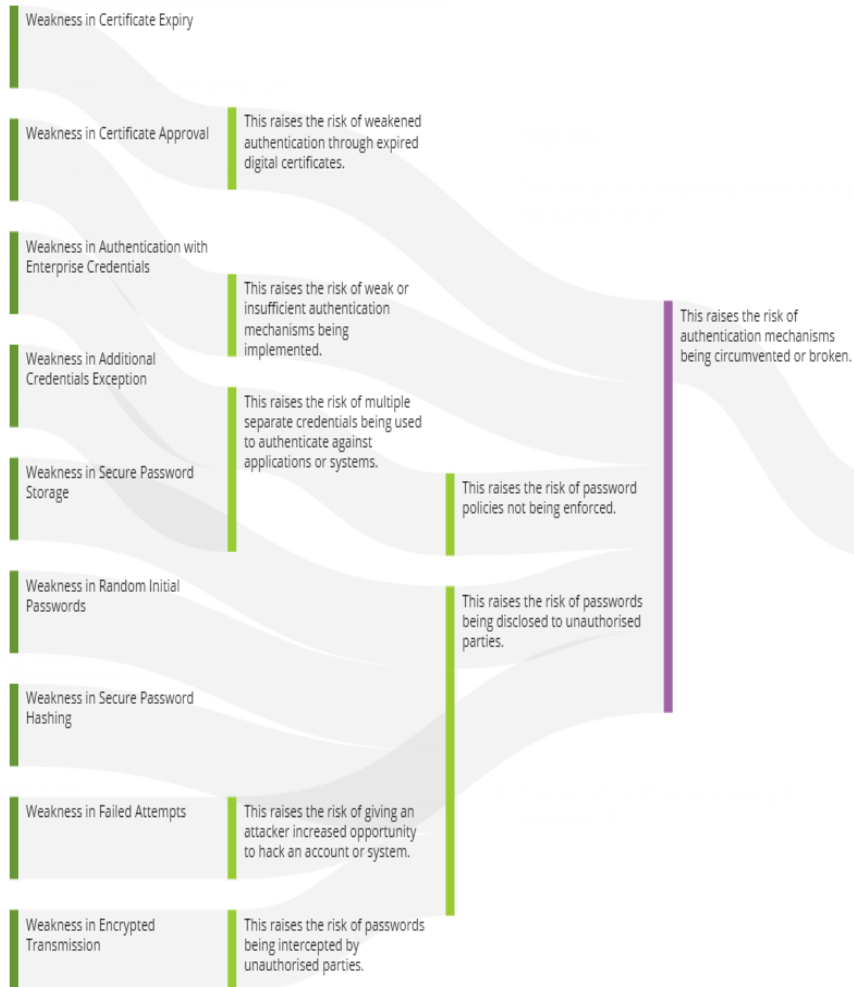 Weakness in Certificate Expiry
Weakness in Certificate Approval
Weakness in Authentication with
Enterprise Credentials
Weakness in Additional
Credentials Exception
Weakness in Secure Password
Storage
Weakness in Random Initial
Passwords
Weakness in Secure Password
Hashing
Weakness in Failed Attempts
Weakness in Encrypted
Transmission
This raises the risk of weakened
authentication through expired
digital certificates.
This raises the risk of weak or
insufficient authentication
mechanisms being
implemented.
This raises the risk of multiple
separate credentials being used
to authenticate against
applications or systems.
This raises the risk of giving an
attacker increased opportunity
to hack an account or system.
This raises the risk of passwords
being intercepted by
unauthorised parties.
This raises the risk of password
policies not being enforced.
This raises the risk of passwords
being disclosed to unauthorised
parties.
This raises the risk of
authentication mechanisms
being circumvented or broken.